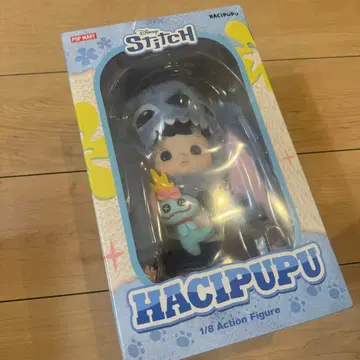 POP MART
HACIPUPU
Disney
STITCH
HACIPUPU
1/8 Action Figure